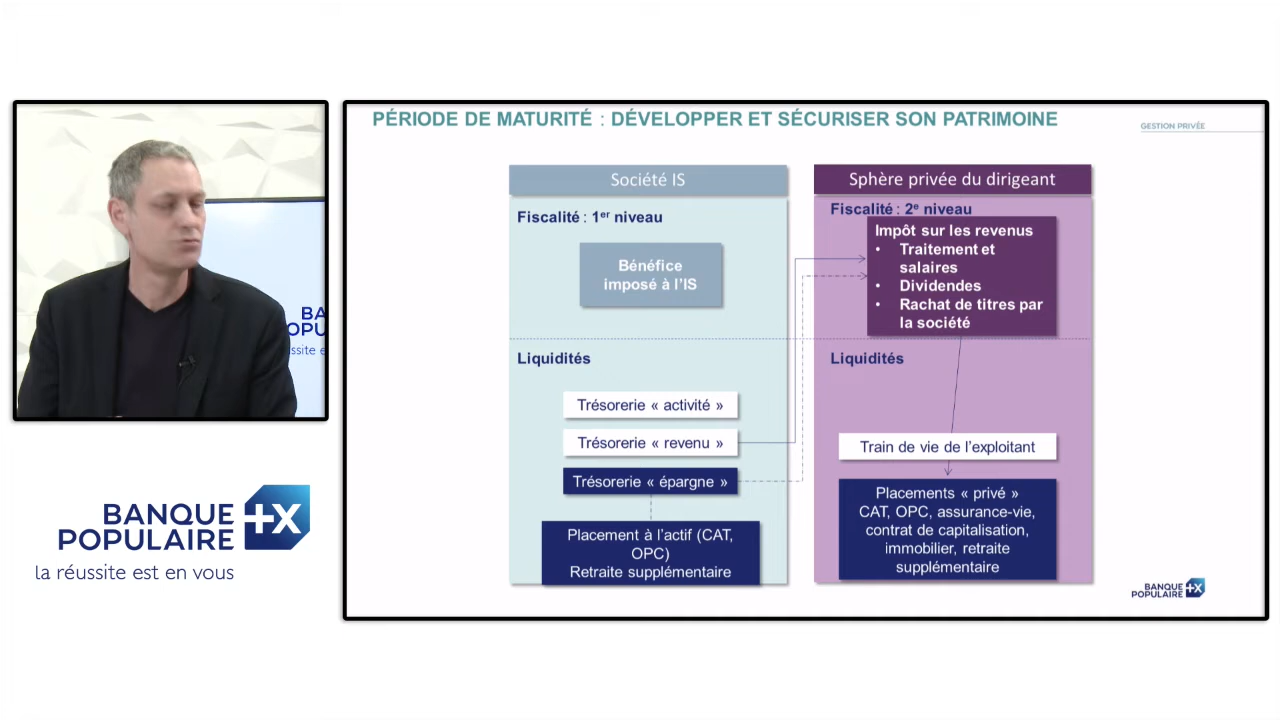 PÉRIODE DE MATURITÉ : DÉVELOPPER ET SÉCURISER SON PATRIMOINE
GESTION PRIVÉE
Société IS
Fiscalité : 1er niveau
Bénéfice
imposé à l'IS
Liquidités
Trésorerie « activité »
Trésorerie « revenu »
Trésorerie « épargne »
Placement à l'actif (CAT,
OPC)
Retraite supplémentaire
Sphère privée du dirigeant
Fiscalité : 2e niveau
Impôt sur les revenus
• Traitement et
salaires
• Dividendes
• Rachat de titres par
la société
Liquidités
Train de vie de l'exploitant
Placements « privé »
CAT, OPC, assurance-vie,
contrat de capitalisation,
immobilier, retraite
supplémentaire
BANQUE
POPULAIRE +X
BA
OPU
ssite e
BANQUE
POPULAIRE +X
la réussite est en vous